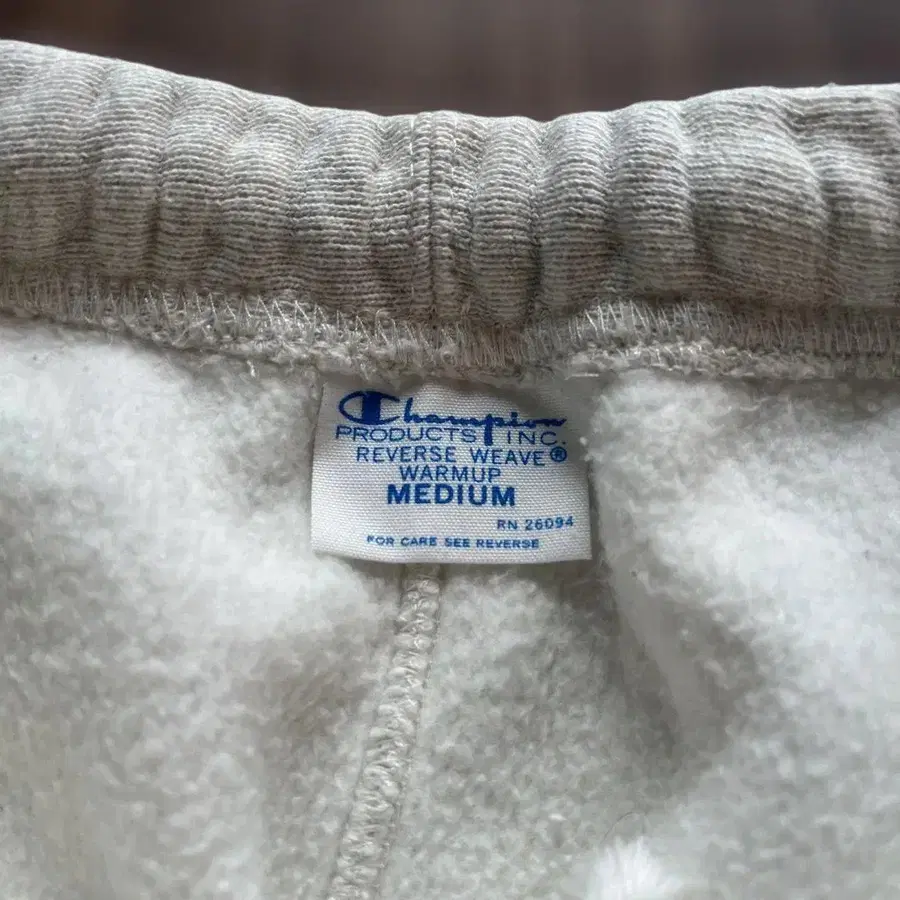 Champion
PRODUCTS INC.
REVERSE WEAVE®
WARMUP
MEDIUM
RN 26094
FOR CARE SEE REVERSE